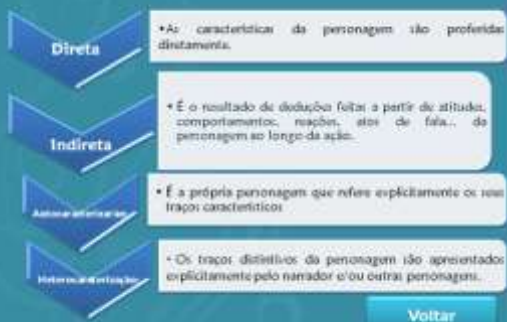 Direta
•As características da personagem são proferidas
diretamente.
Indireta
• É o resultado de deduções feitas a partir de atitudes,
comportamentos, reações, atos de fala... da
personagem ao longo da ação.
Autocaracterização
• É a própria personagem que refere explicitamente os seus
traços característicos
Heterocaracterização
• Os traços distintivos da personagem são apresentados
explicitamente pelo narrador e/ou outras personagens.
Voltar